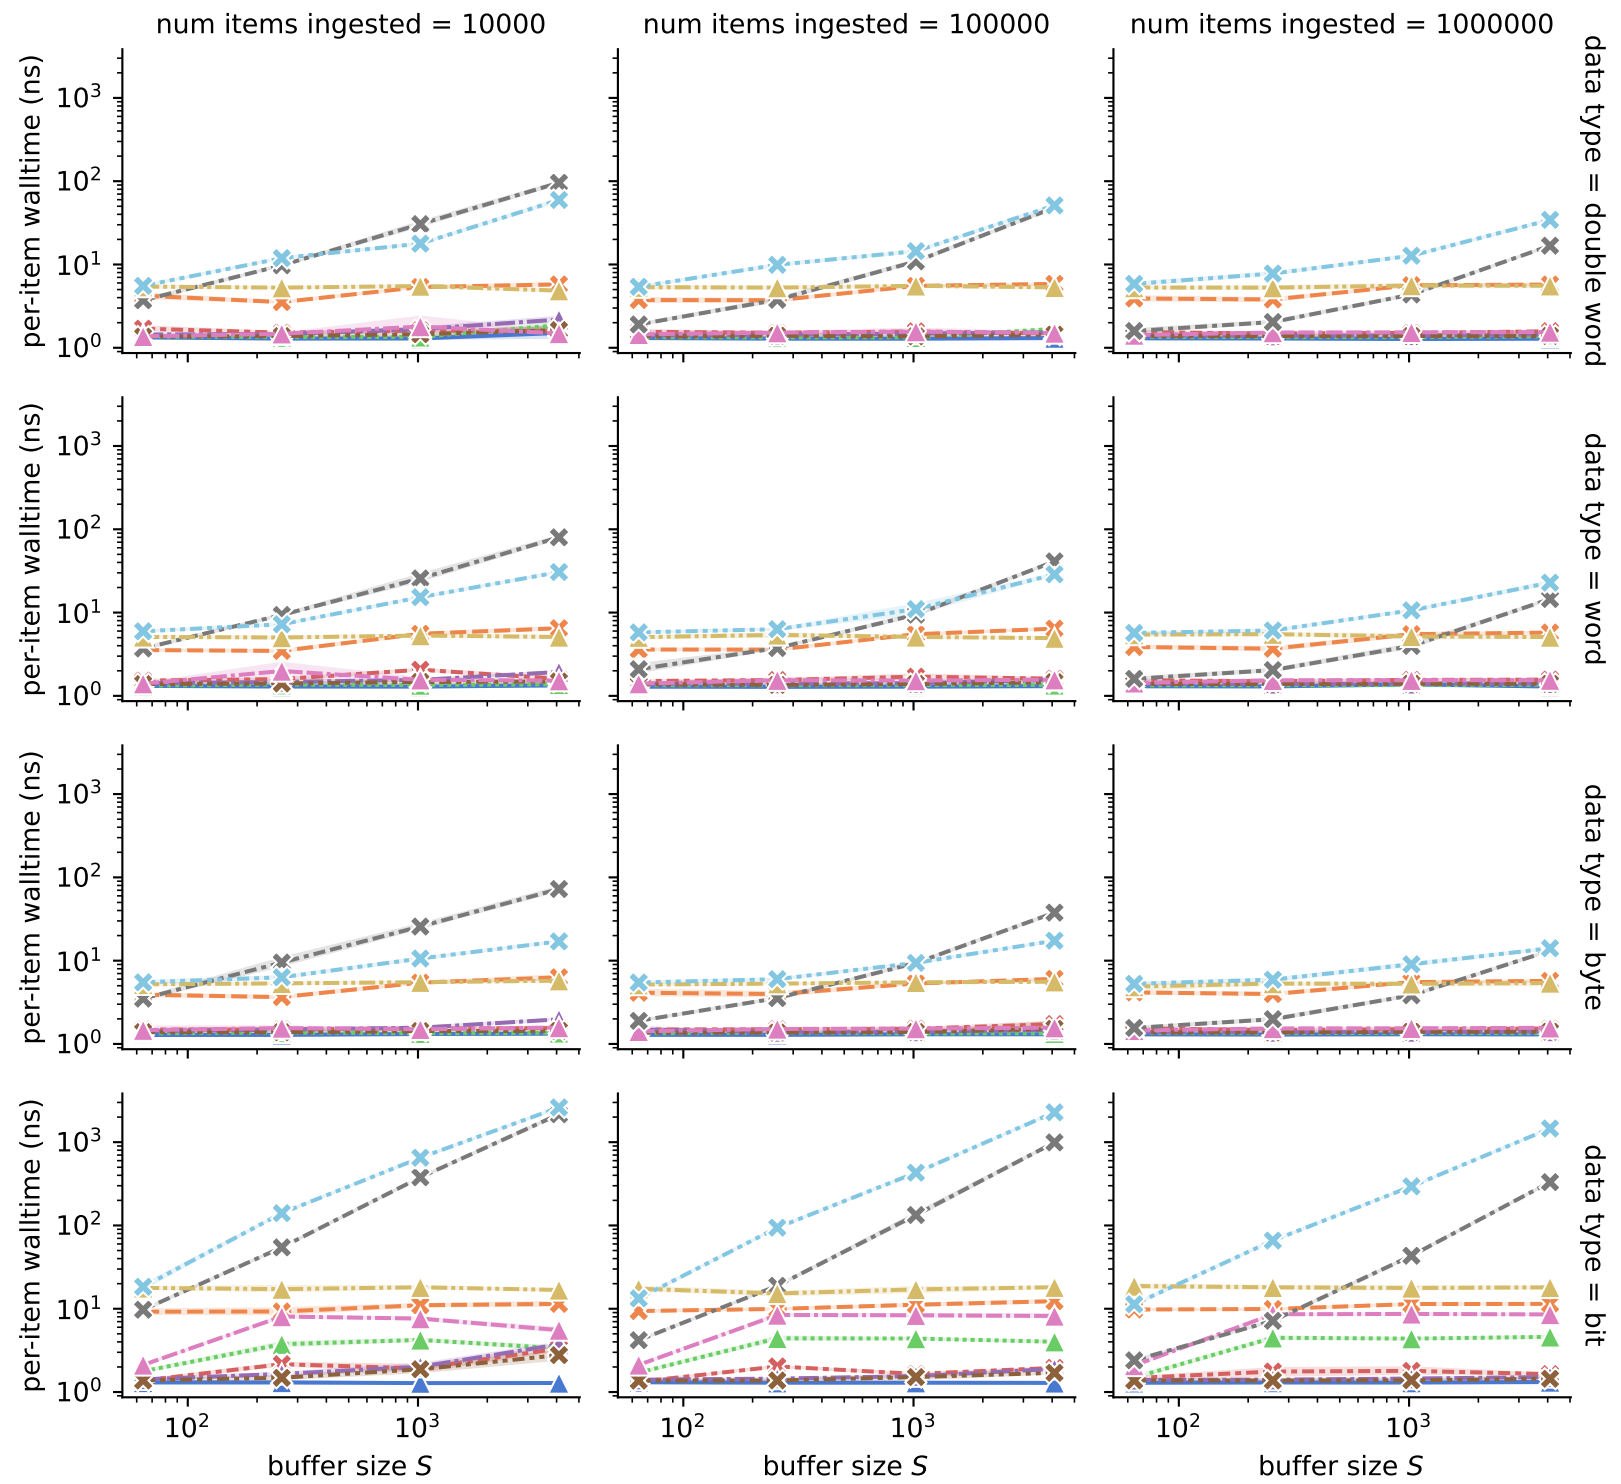 num items ingested = 10000
num items ingested = 100000
num items ingested = 1000000
per-item walltime (ns)
10³
10²
10¹
10⁰
data type = double word
per-item walltime (ns)
10³
10²
10¹
10⁰
data type = word
per-item walltime (ns)
10³
10²
10¹
10⁰
data type = byte
per-item walltime (ns)
10³
10²
10¹
10⁰
data type = bit
10² 10³
10² 10³
10² 10³
buffer size S
buffer size S
buffer size S